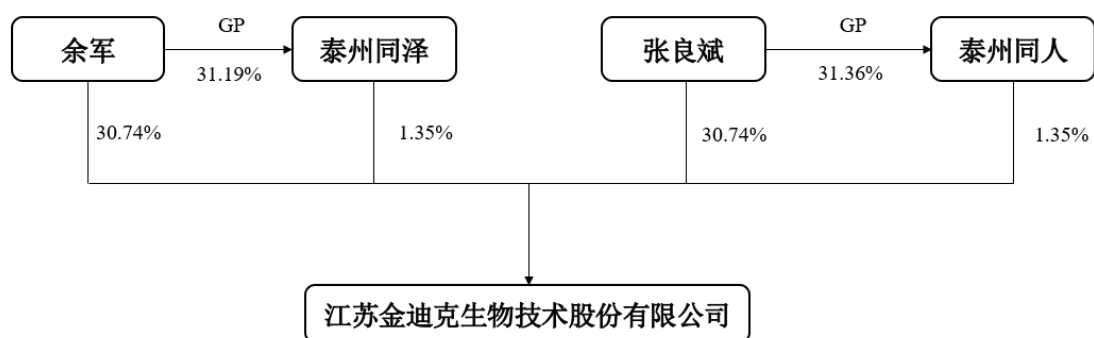 GP
GP
余军
泰州同泽
张良斌
泰州同人
31.19%
31.36%
30.74%
1.35%
30.74%
1.35%
江苏金迪克生物技术股份有限公司